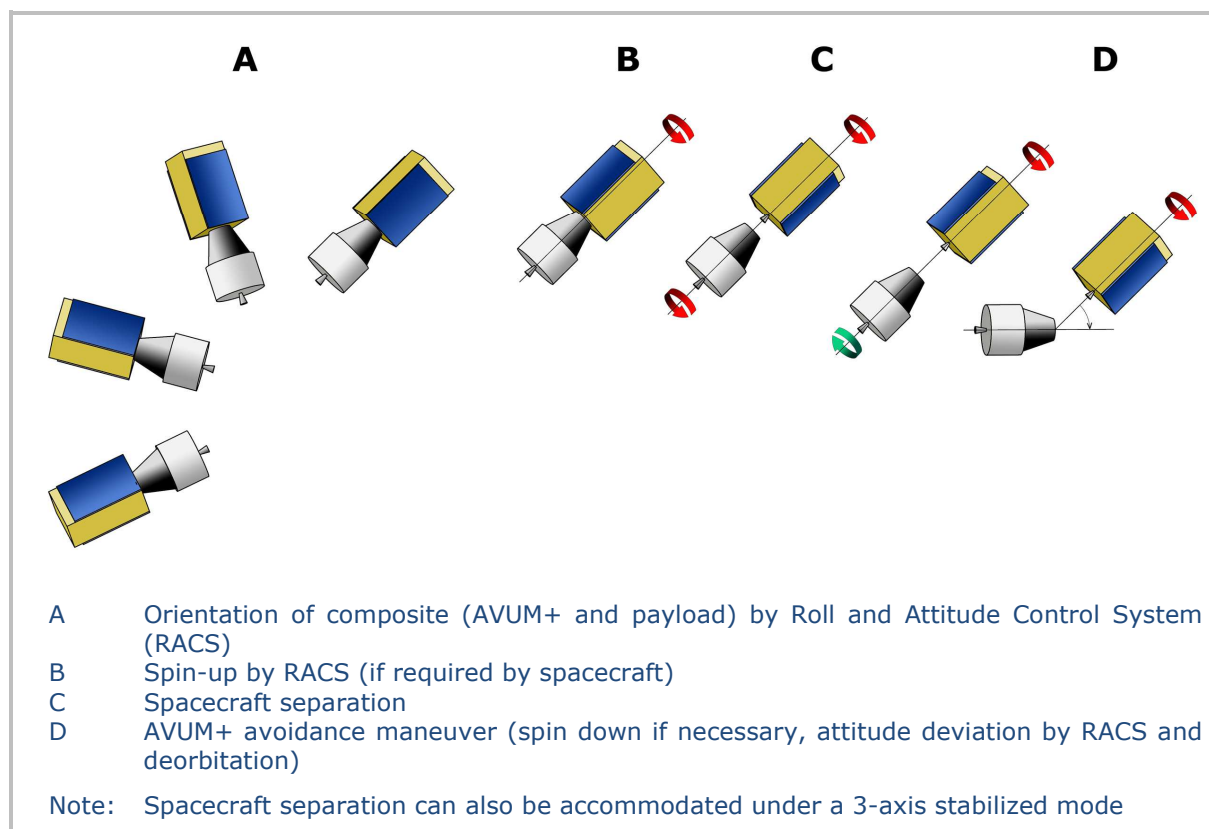 A B C D
A Orientation of composite (AVUM+ and payload) by Roll and Attitude Control System
(RACS)
B Spin-up by RACS (if required by spacecraft)
C Spacecraft separation
D AVUM+ avoidance maneuver (spin down if necessary, attitude deviation by RACS and
deorbitation)
Note: Spacecraft separation can also be accommodated under a 3-axis stabilized mode